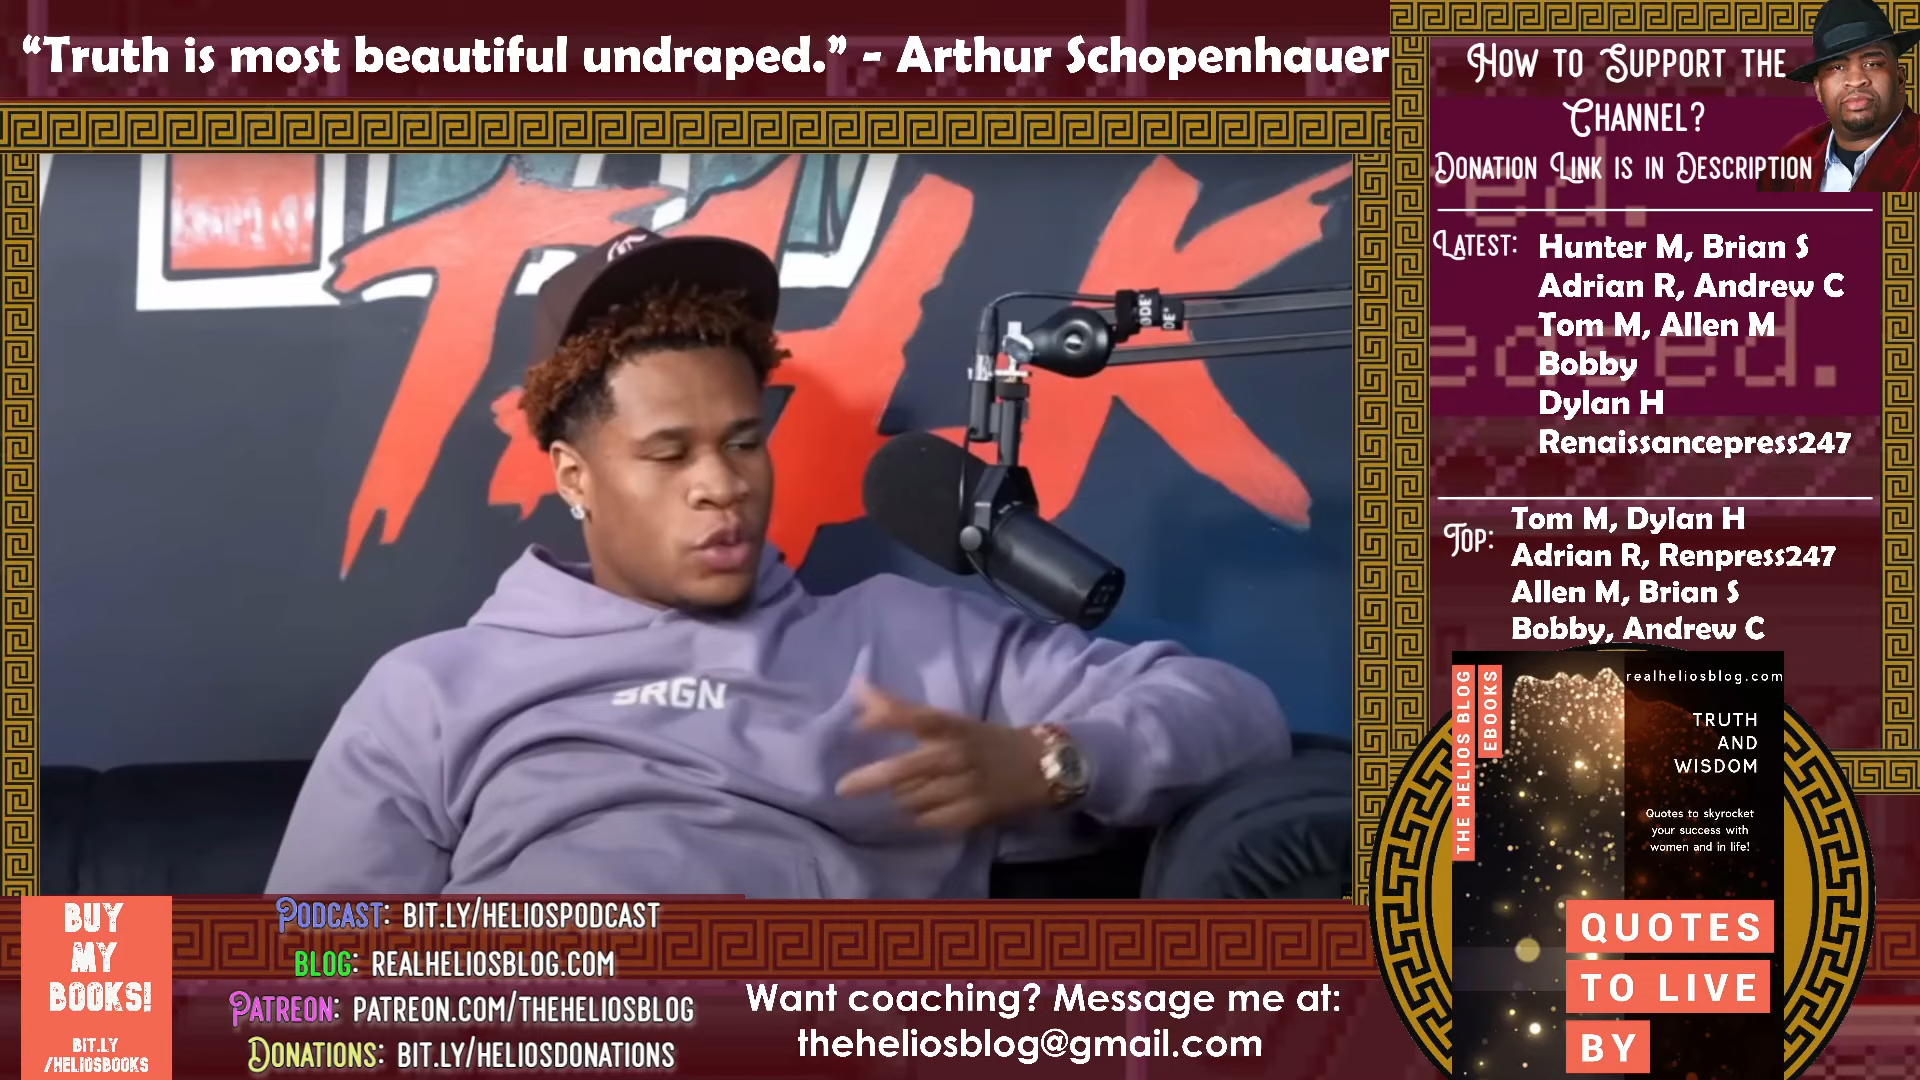 “Truth is most beautiful undraped.” - Arthur Schopenhauer
How to Support the
Channel?
Donation Link is in Description
Latest:
Hunter M, Brian S
Adrian R, Andrew C
Tom M, Allen M
Bobby
Dylan H
Renaissancepress247
Top:
Tom M, Dylan H
Adrian R, Renpress247
Allen M, Brian S
Bobby, Andrew C
ed.
eased.
TALK
SRGN
THE HELIOS BLOG
EBOOKS
realheliosblog.com
TRUTH
AND
WISDOM
Quotes to skyrocket
your success with
women and in life!
QUOTES
TO LIVE
BY
BUY
MY
BOOKS!
BIT.LY
/HELIOSBOOKS
Podcast: BIT.LY/HELIOSPODCAST
BLOG: REALHELIOSBLOG.COM
Patreon: PATREON.COM/THEHELIOSBLOG
Donations: BIT.LY/HELIOSDONATIONS
Want coaching? Message me at:
theheliosblog@gmail.com